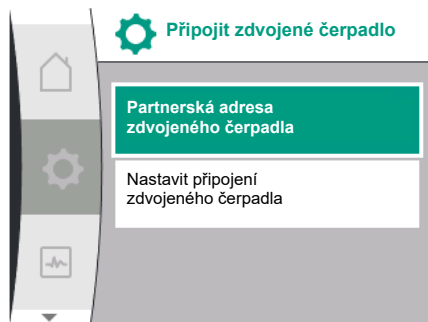 Připojit zdvojené čerpadlo
Partnerská adresa
zdvojeného čerpadla
Nastavit připojení
zdvojeného čerpadla